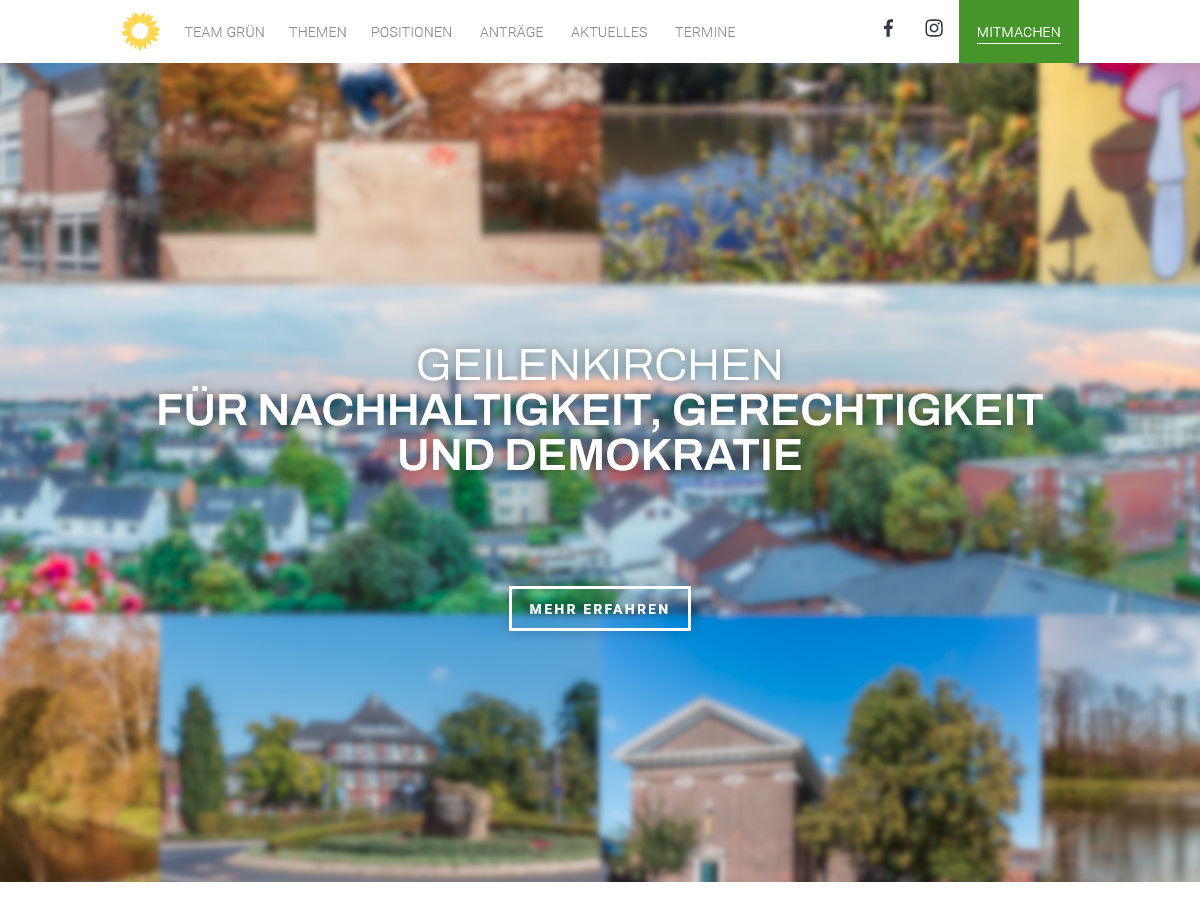 TEAM GRÜN THEMEN POSITIONEN ANTRÄGE AKTUELLES TERMINE MITMACHEN
GEILENKIRCHEN
FÜR NACHHALTIGKEIT, GERECHTIGKEIT
UND DEMOKRATIE
MEHR ERFAHREN